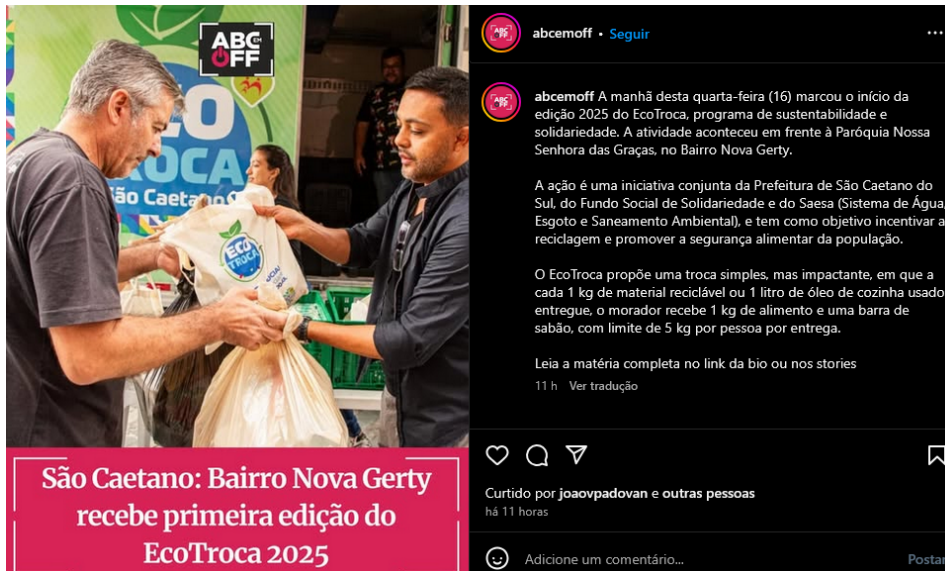 ABC EM
OFF
ECO
TROCA
São Caetano
ECO
TROCA
São Caetano: Bairro Nova Gerty
recebe primeira edição do
EcoTroca 2025
abcemoff • Seguir
abcemoff A manhã desta quarta-feira (16) marcou o início da
edição 2025 do EcoTroca, programa de sustentabilidade e
solidariedade. A atividade aconteceu em frente à Paróquia Nossa
Senhora das Graças, no Bairro Nova Gerty.
A ação é uma iniciativa conjunta da Prefeitura de São Caetano do
Sul, do Fundo Social de Solidariedade e do Saesa (Sistema de Água,
Esgoto e Saneamento Ambiental), e tem como objetivo incentivar a
reciclagem e promover a segurança alimentar da população.
O EcoTroca propõe uma troca simples, mas impactante, em que a
cada 1 kg de material reciclável ou 1 litro de óleo de cozinha usado
entregue, o morador recebe 1 kg de alimento e uma barra de
sabão, com limite de 5 kg por pessoa por entrega.
Leia a matéria completa no link da bio ou nos stories
11 h Ver tradução
Curtido por joaovpadovan e outras pessoas
há 11 horas
Adicione um comentário... Postar